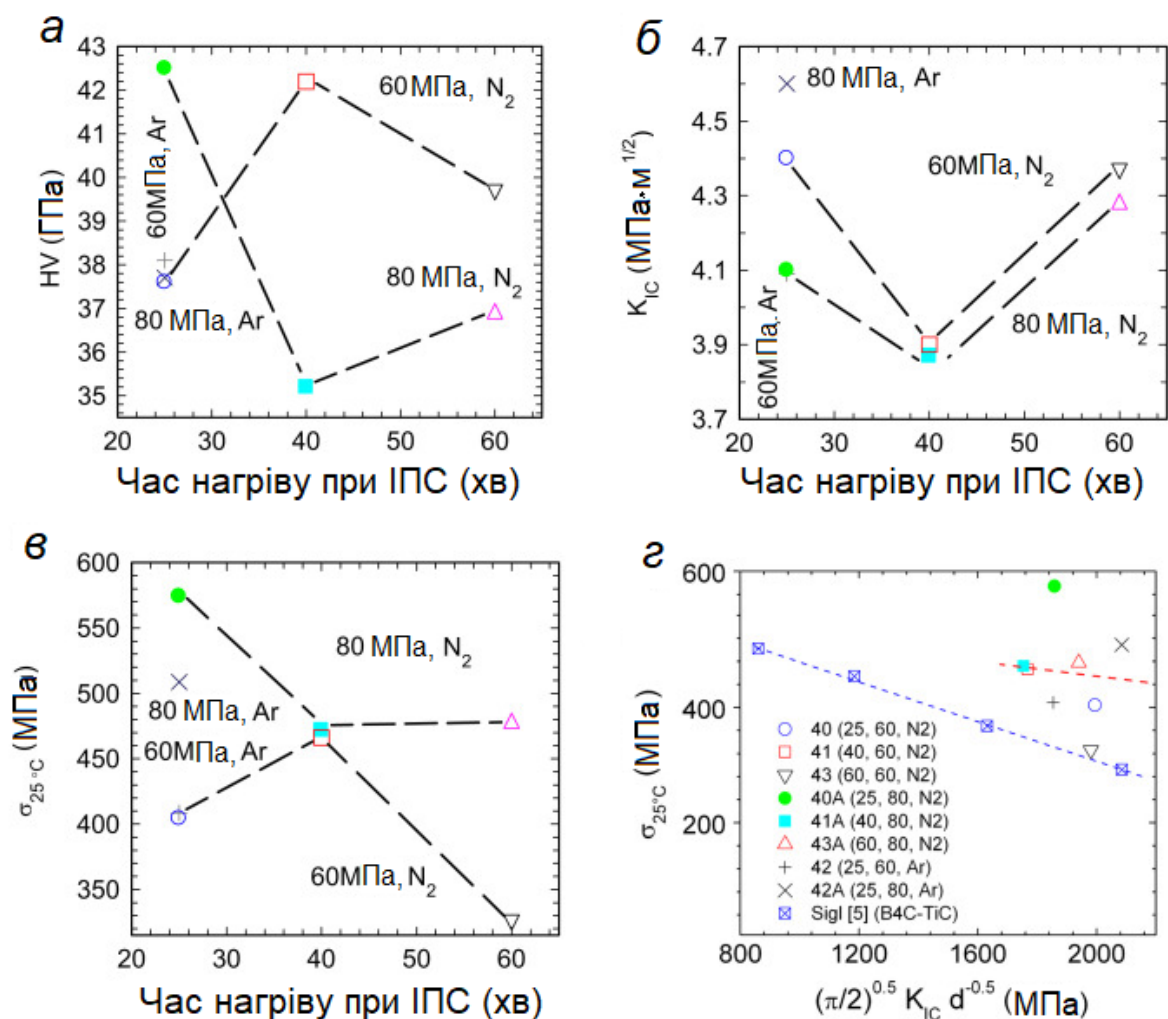 а
HV (ГПа)
43
42
41
40
39
38
37
36
35
60МПа, N2
60МПа, Ar
80 МПа, N2
80 МПа, Ar
20 30 40 50 60
Час нагріву при ІПС (хв)
б
KIC (МПа·м 1/2)
4.7
4.5
4.3
4.1
3.9
3.7
80 МПа, Ar
60МПа, N2
60МПа, Ar
80 МПа, N2
20 30 40 50 60
Час нагріву при ІПС (хв)
в
σ25 °C (МПа)
600
550
500
450
400
350
80 МПа, N2
80 МПа, Ar
60МПа, Ar
60МПа, N2
20 30 40 50 60
Час нагріву при ІПС (хв)
г
σ25°C (МПа)
600
400
200
40 (25, 60, N2)
41 (40, 60, N2)
43 (60, 60, N2)
40A (25, 80, N2)
41A (40, 80, N2)
43A (60, 80, N2)
42 (25, 60, Ar)
42A (25, 80, Ar)
Sigl [5] (B4C-TiC)
800 1200 1600 2000
(π/2)0.5 KIC d-0.5 (МПа)